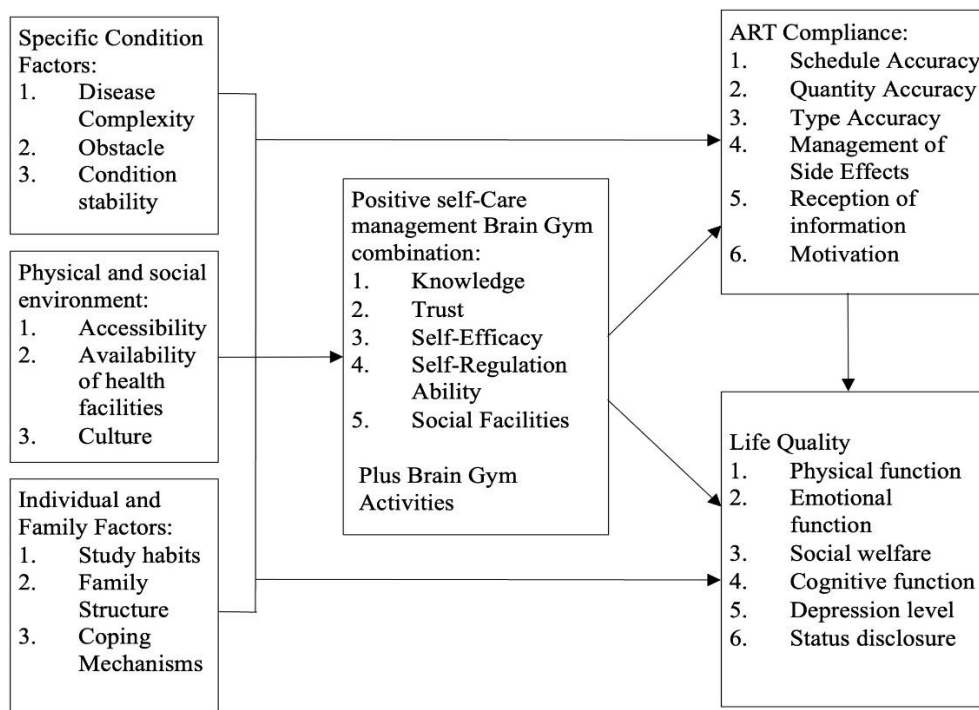 Specific Condition
Factors:
1. Disease
Complexity
2. Obstacle
3. Condition
stability
Physical and social
environment:
1. Accessibility
2. Availability
of health
facilities
3. Culture
Individual and
Family Factors:
1. Study habits
2. Family
Structure
3. Coping
Mechanisms
Positive self-Care
management Brain Gym
combination:
1. Knowledge
2. Trust
3. Self-Efficacy
4. Self-Regulation
Ability
5. Social Facilities
Plus Brain Gym
Activities
ART Compliance:
1. Schedule Accuracy
2. Quantity Accuracy
3. Type Accuracy
4. Management of
Side Effects
5. Reception of
information
6. Motivation
Life Quality
1. Physical function
2. Emotional
function
3. Social welfare
4. Cognitive function
5. Depression level
6. Status disclosure